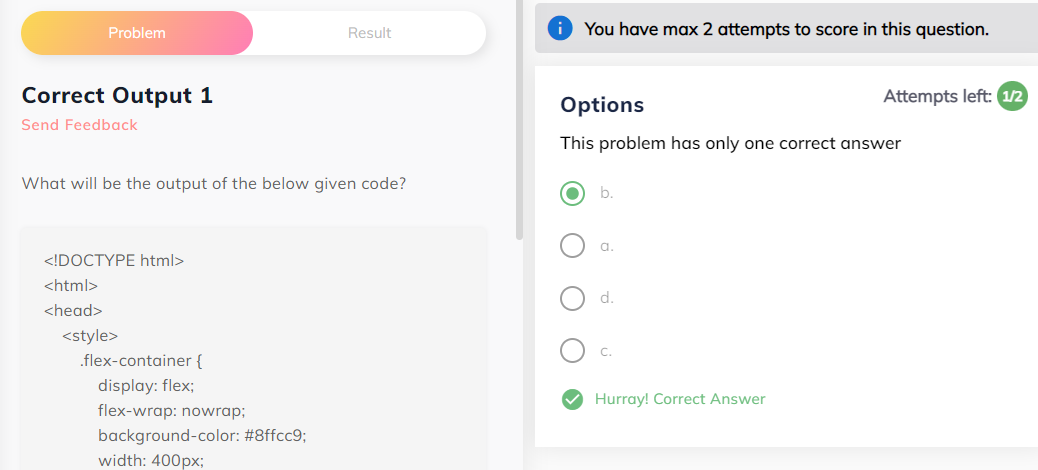 Problem
Result
Correct Output 1
Send Feedback
What will be the output of the below given code?
<!DOCTYPE html>
<html>
<head>
<style>
.flex-container {
display: flex;
flex-wrap: nowrap;
background-color: #8ffcc9;
width: 400px;
You have max 2 attempts to score in this question.
Options
Attempts left: 1/2
This problem has only one correct answer
b.
a.
d.
c.
Hurray! Correct Answer